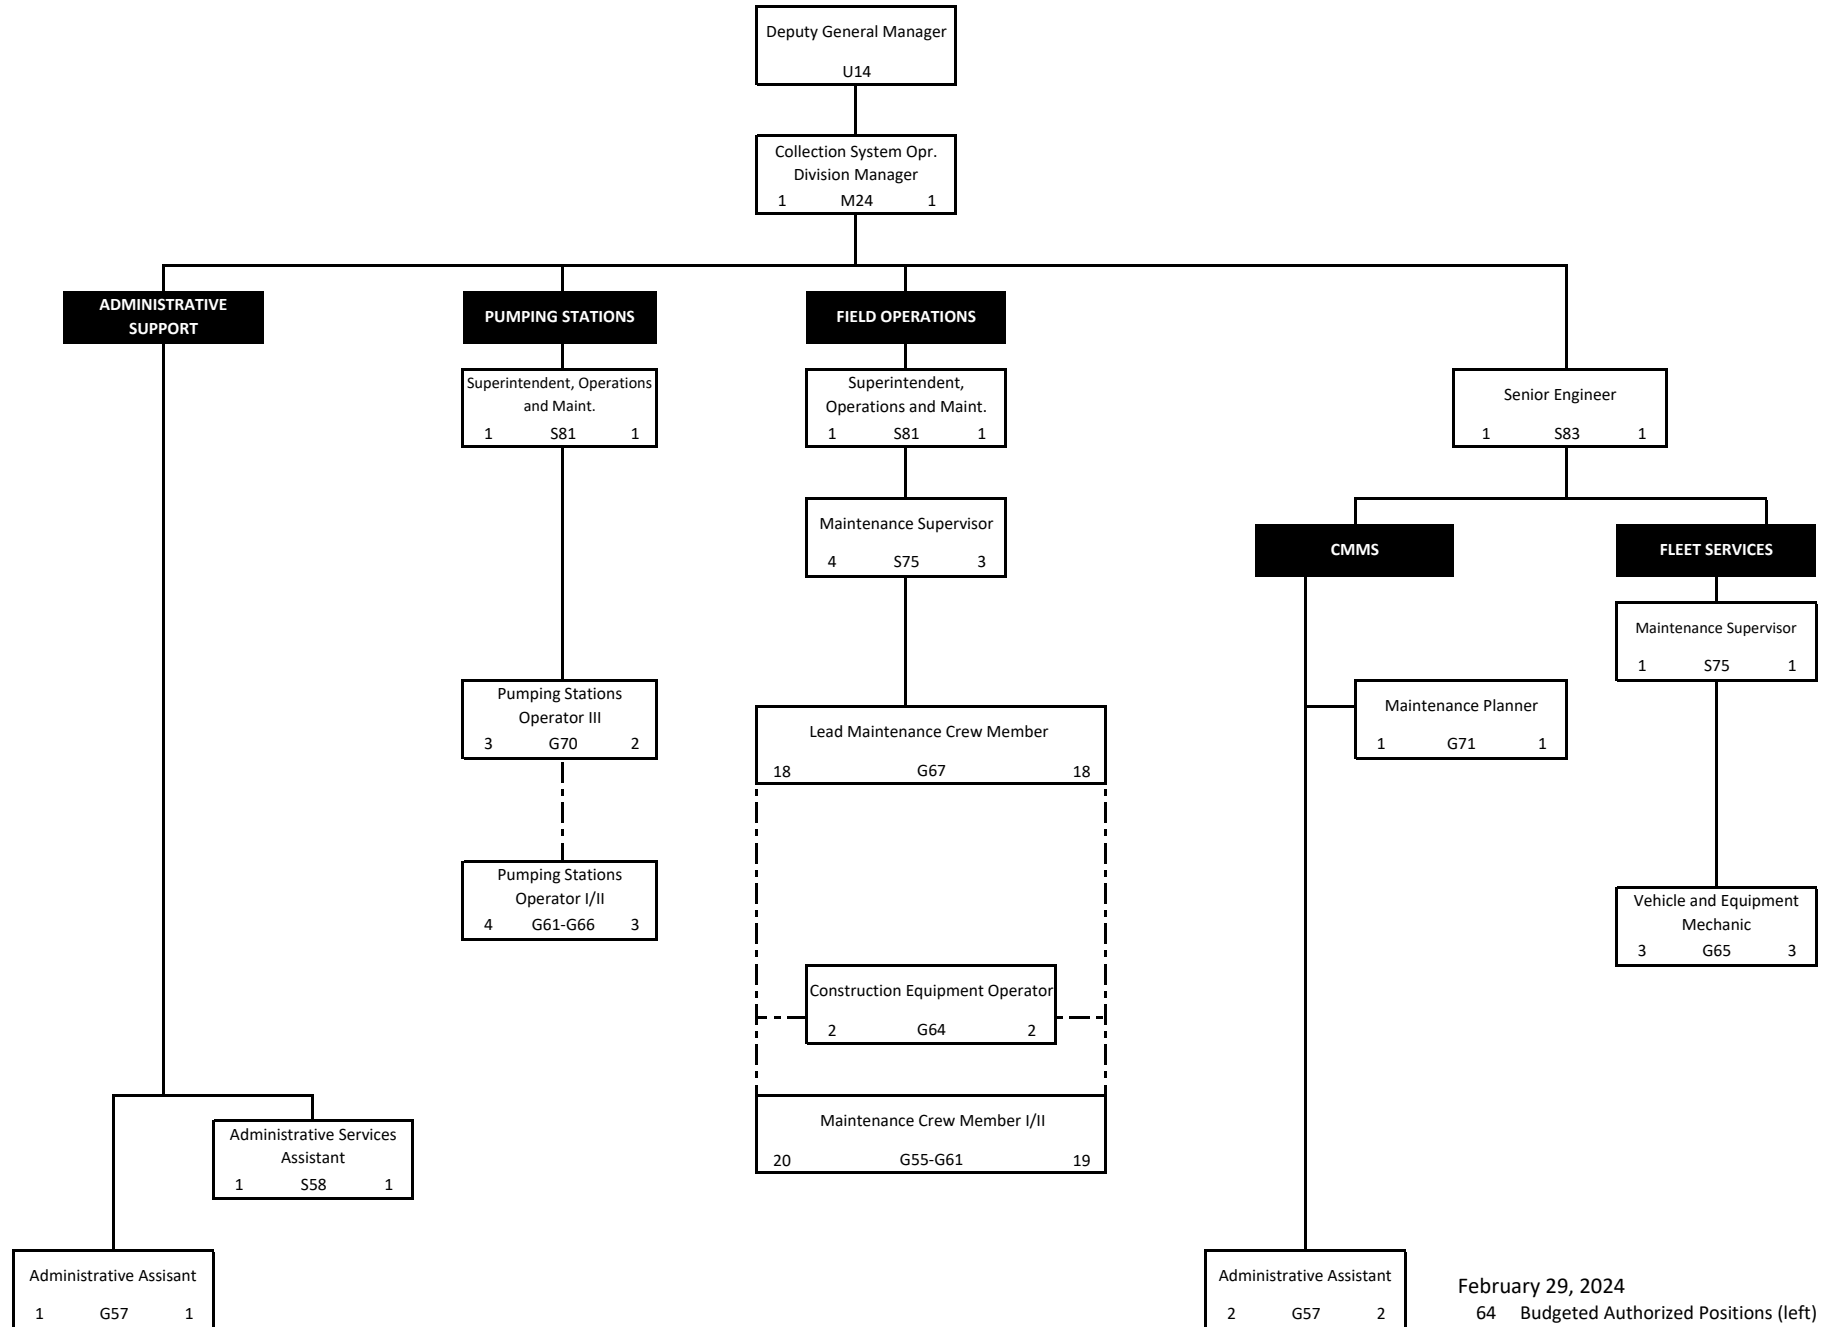 Deputy General Manager
U14
Collection System Opr.
Division Manager
1 M24 1
ADMINISTRATIVE
SUPPORT
PUMPING STATIONS
FIELD OPERATIONS
Superintendent, Operations
and Maint.
1 S81 1
Superintendent,
Operations and Maint.
1 S81 1
Senior Engineer
1 S83 1
Maintenance Supervisor
4 S75 3
CMMS
FLEET SERVICES
Maintenance Supervisor
1 S75 1
Pumping Stations
Operator III
3 G70 2
Lead Maintenance Crew Member
18 G67 18
Maintenance Planner
1 G71 1
Pumping Stations
Operator I/II
4 G61-G66 3
Vehicle and Equipment
Mechanic
3 G65 3
Construction Equipment Operator
2 G64 2
Administrative Services
Assistant
1 S58 1
Maintenance Crew Member I/II
20 G55-G61 19
Administrative Assisant
1 G57 1
Administrative Assistant
2 G57 2
February 29, 2024
64 Budgeted Authorized Positions (left)